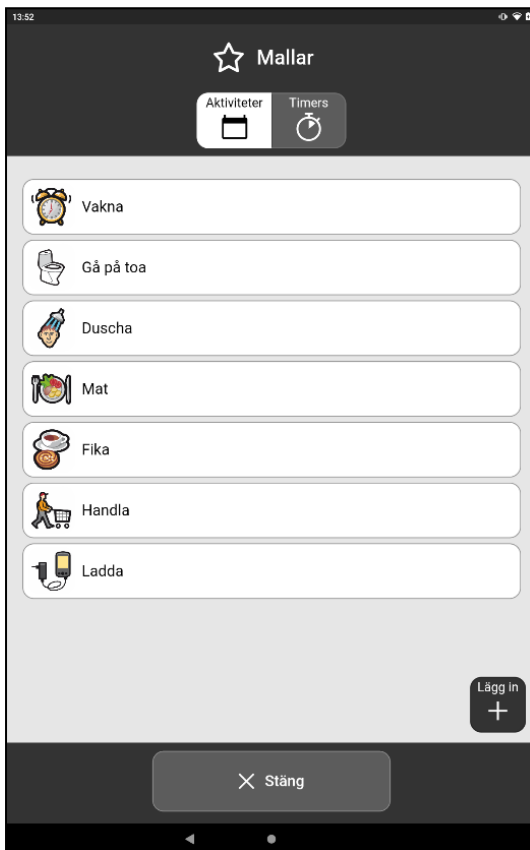 13:52
Mallar
Aktiviteter
Timers
Vakna
Gå på toa
Duscha
Mat
Fika
Handla
Ladda
Lägg in
Stäng